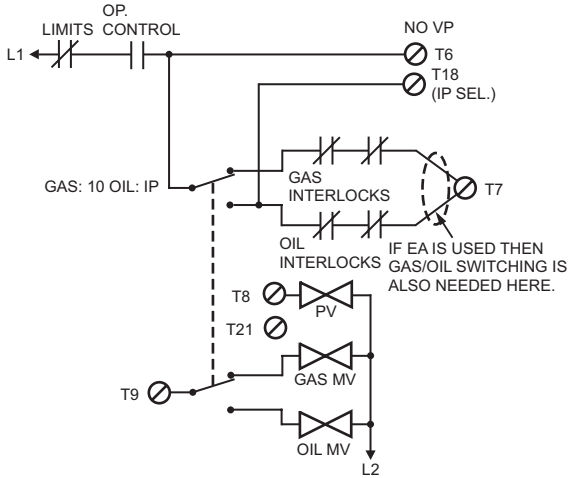 OP.
LIMITS CONTROL
L1
NO VP
T6
T18
(IP SEL.)
GAS: 10 OIL: IP
GAS
INTERLOCKS
T7
OIL
INTERLOCKS
IF EA IS USED THEN
GAS/OIL SWITCHING IS
ALSO NEEDED HERE.
T8
PV
T21
GAS MV
T9
OIL MV
L2